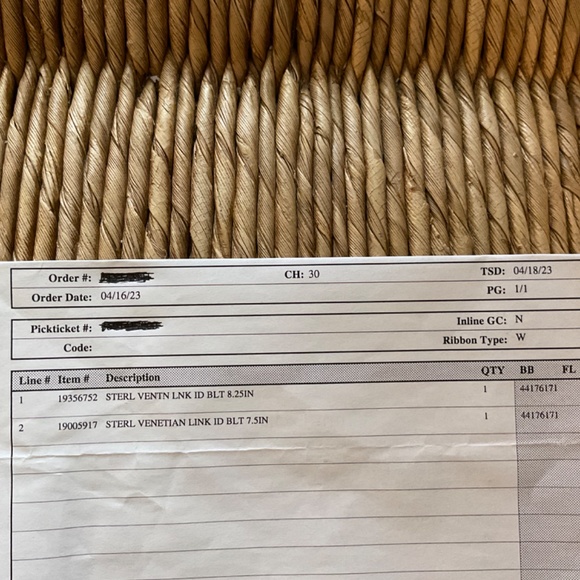 Order #: CH: 30 TSD: 04/18/23
Order Date: 04/16/23 PG: 1/1
Pickticket #: Inline GC: N
Code: Ribbon Type: W
Line # Item # Description QTY BB FL
1 19356752 STERL VENTN LNK ID BLT 8.25IN 1 44176171
2 19005917 STERL VENETIAN LINK ID BLT 7.5IN 1 44176171